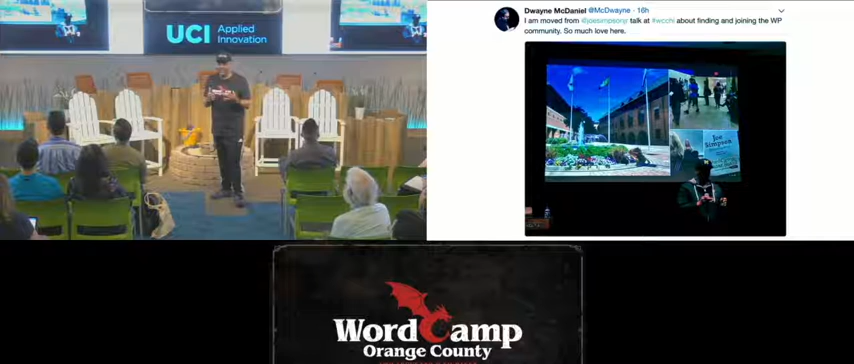 UCI Applied
Innovation
Dwayne McDaniel @McDwayne · 16h
I am moved from @joesimpsonjr talk at #wcchi about finding and joining the WP
community. So much love here.
Joe
Simpson
WordCamp
Orange County